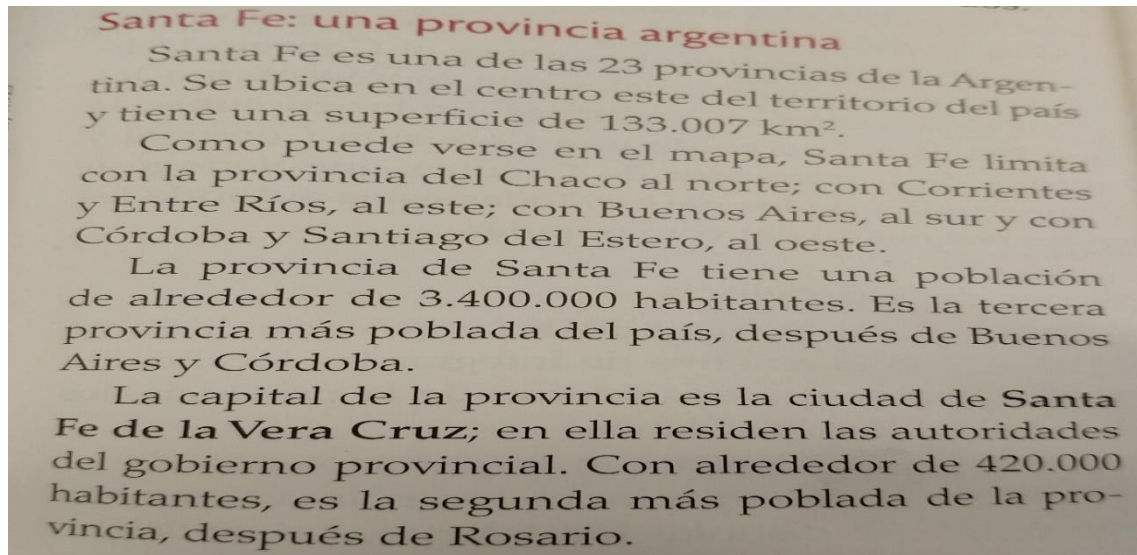 Santa Fe: una provincia argentina
Santa Fe es una de las 23 provincias de la Argen-
tina. Se ubica en el centro este del territorio del país
y tiene una superficie de 133.007 km².
Como puede verse en el mapa, Santa Fe limita
con la provincia del Chaco al norte; con Corrientes
y Entre Ríos, al este; con Buenos Aires, al sur y con
Córdoba y Santiago del Estero, al oeste.
La provincia de Santa Fe tiene una población
de alrededor de 3.400.000 habitantes. Es la tercera
provincia más poblada del país, después de Buenos
Aires y Córdoba.
La capital de la provincia es la ciudad de Santa
Fe de la Vera Cruz; en ella residen las autoridades
del gobierno provincial. Con alrededor de 420.000
habitantes, es la segunda más poblada de la pro-
vincia, después de Rosario.